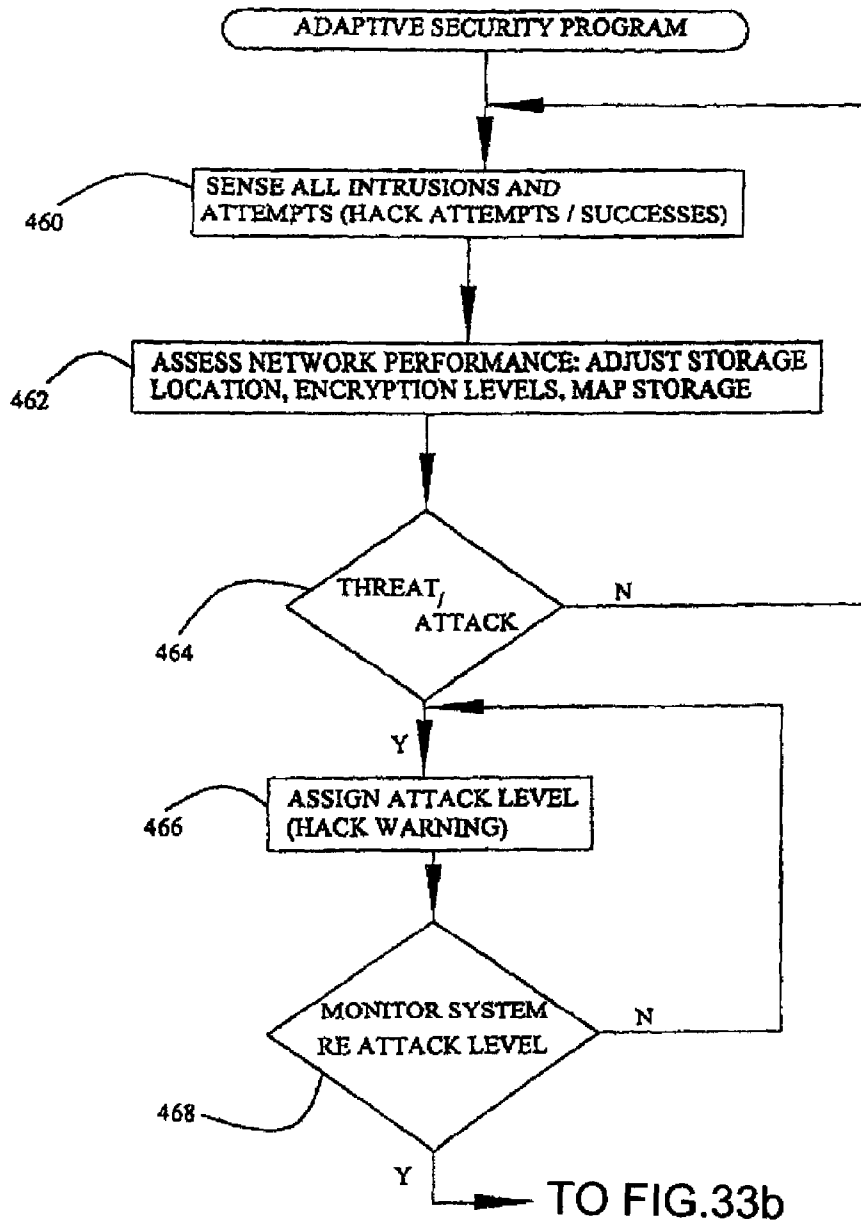 ADAPTIVE SECURITY PROGRAM
SENSE ALL INTRUSIONS AND
ATTEMPTS (HACK ATTEMPTS / SUCCESSES)
460
ASSESS NETWORK PERFORMANCE: ADJUST STORAGE
LOCATION, ENCRYPTION LEVELS, MAP STORAGE
462
THREAT/
ATTACK
N
464
Y
ASSIGN ATTACK LEVEL
(HACK WARNING)
466
MONITOR SYSTEM
RE ATTACK LEVEL
N
468
Y
TO FIG.33b